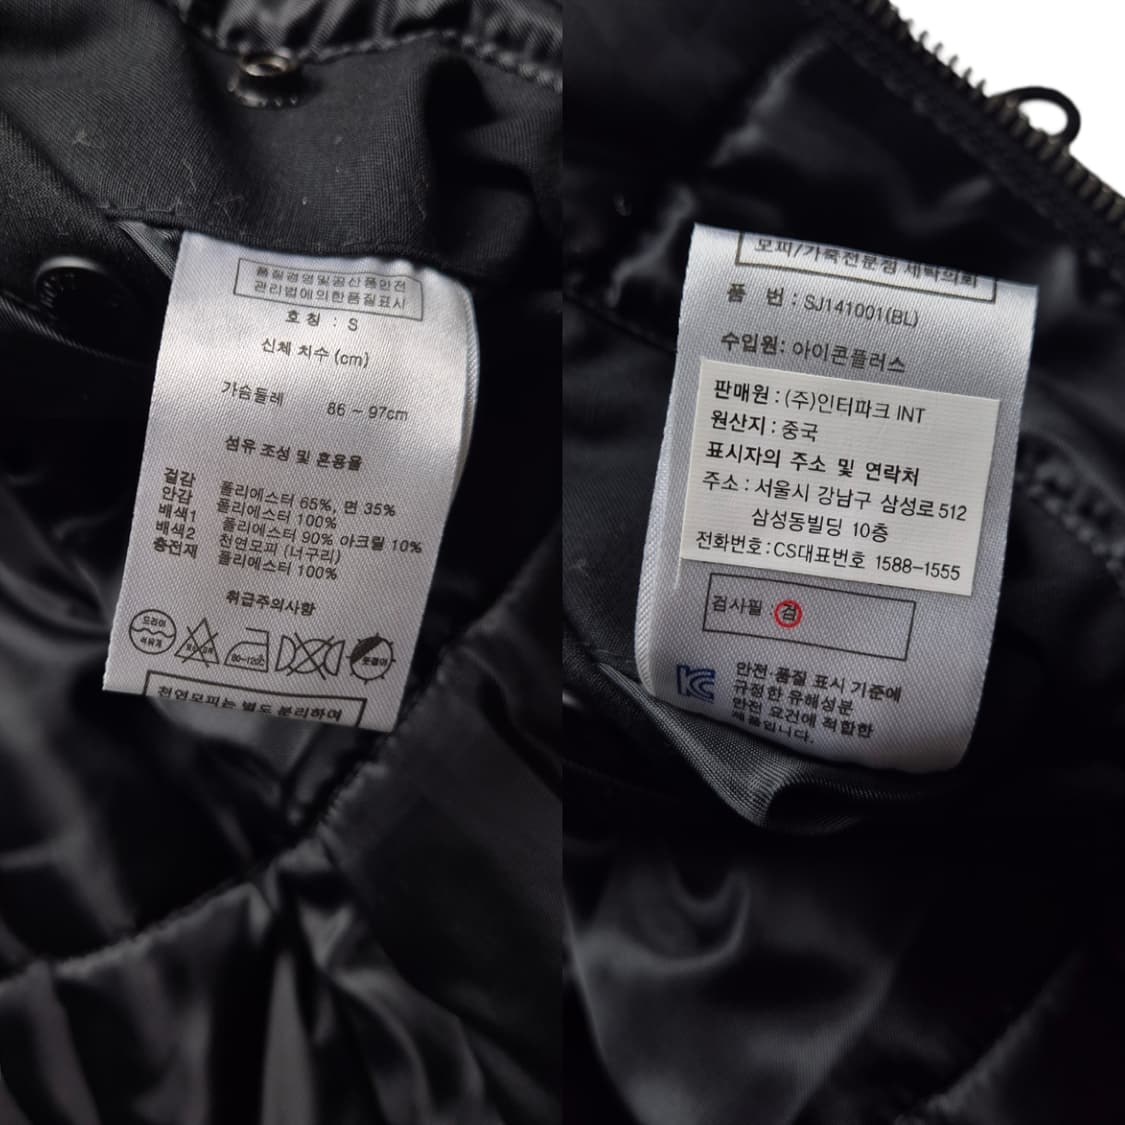 품질경영및공산품안전
관리법에의한품질표시
호칭 : S
신체 치수 (cm)
가슴둘레 86 ~ 97cm
섬유 조성 및 혼용율
겉감 폴리에스터 65%, 면 35%
안감 폴리에스터 100%
배색1 폴리에스터 90% 아크릴 10%
배색2 천연모피 (너구리)
충전재 폴리에스터 100%
취급주의사항
드라이
석유계
80~120℃
천연모피는 별도 분리하며
모피/가죽전문점 세탁의뢰
품 번 : SJ141001(BL)
수입원: 아이콘플러스
판매원 : (주)인터파크 INT
원산지 : 중국
표시자의 주소 및 연락처
주소 : 서울시 강남구 삼성로 512
삼성동빌딩 10층
전화번호 : CS대표번호 1588-1555
검사필 : 검
KC
안전·품질 표시 기준에
규정한 유해성분
안전 요건에 적합한
제품입니다.